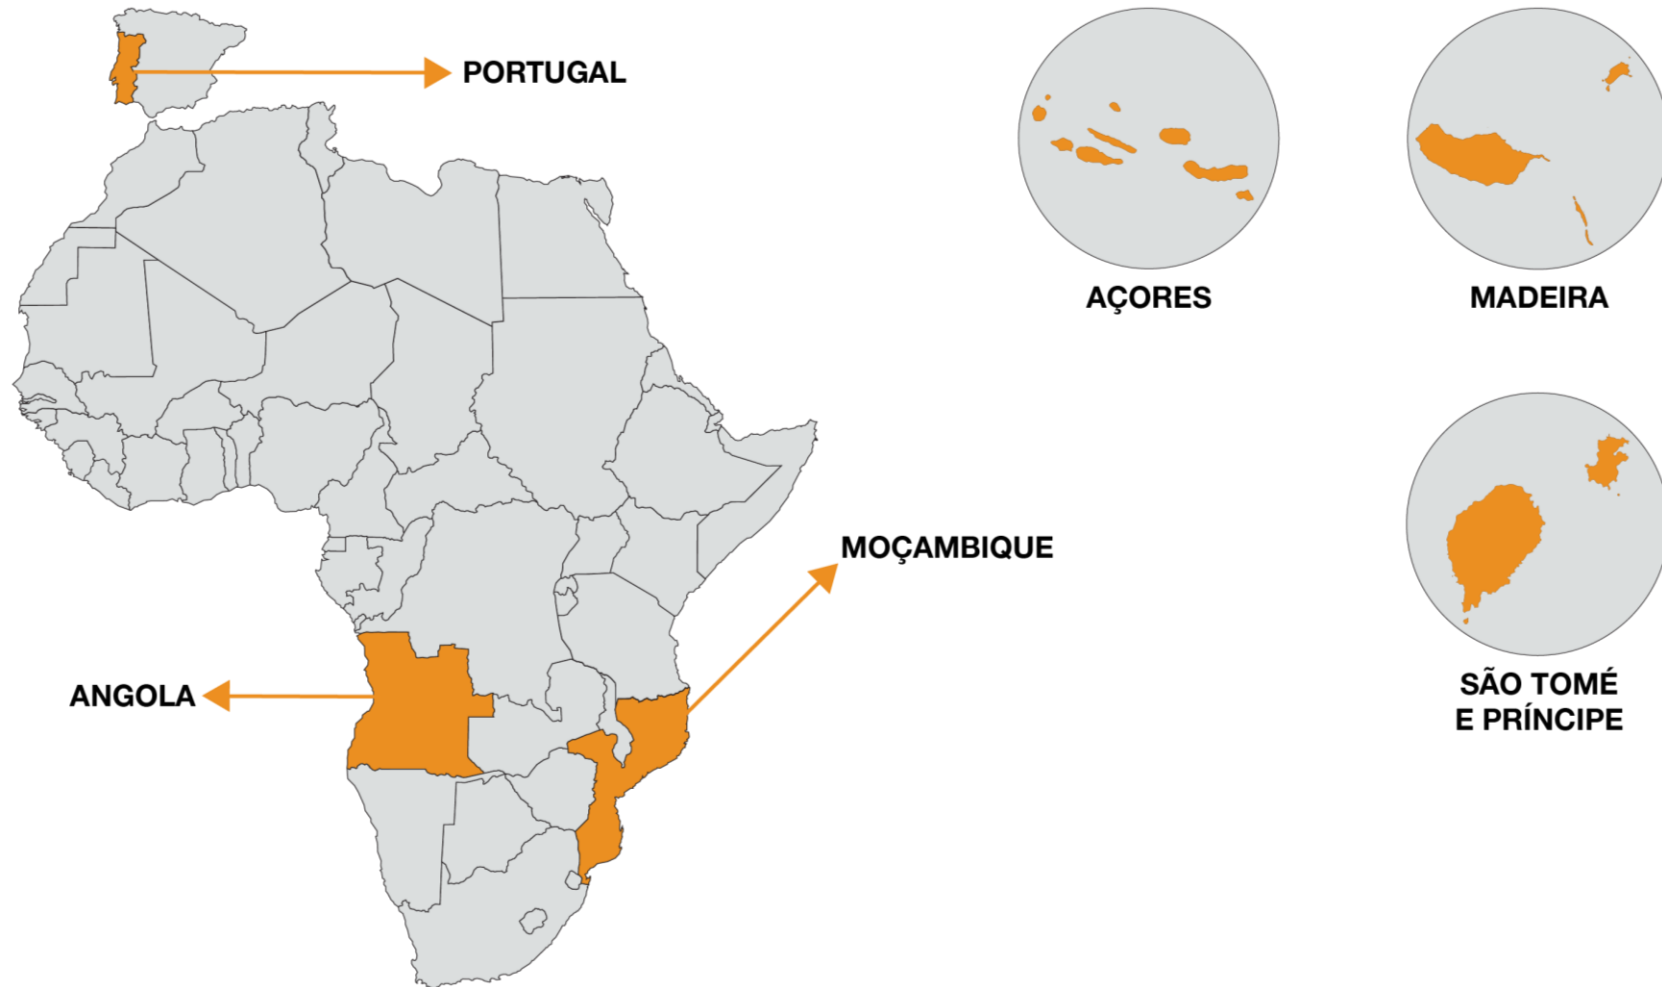 PORTUGAL
AÇORES
MADEIRA
MOÇAMBIQUE
ANGOLA
SÃO TOMÉ
E PRÍNCIPE